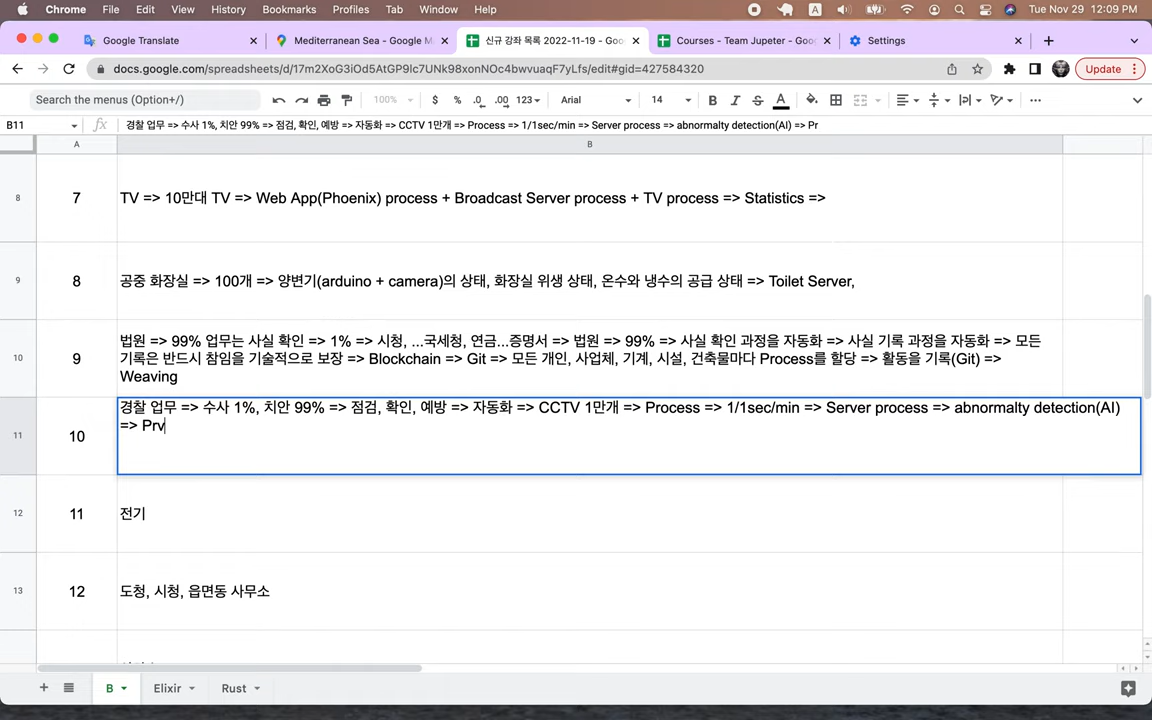 Chrome File Edit View History Bookmarks Profiles Tab Window Help A Tue Nov 29 12:09 PM
Google Translate Mediterranean Sea - Google M 신규 강좌 목록 2022-11-19 - Goo Courses - Team Jupeter - Goog Settings
docs.google.com/spreadsheets/d/17m2XoG3iOd5AtGP9lc7UNk98xonNOc4bwvuaqF7yLfs/edit#gid=427584320 Update
Search the menus (Option+/) 100% $ % .0 .00 123 Arial 14 B I S A
B11 fx 경찰 업무 => 수사 1%, 치안 99% => 점검, 확인, 예방 => 자동화 => CCTV 1만개 => Process => 1/1sec/min => Server process => abnormalty detection(AI) => Pr
A B
8 7 TV => 10만대 TV => Web App(Phoenix) process + Broadcast Server process + TV process => Statistics =>
9 8 공중 화장실 => 100개 => 양변기(arduino + camera)의 상태, 화장실 위생 상태, 온수와 냉수의 공급 상태 => Toilet Server,
법원 => 99% 업무는 사실 확인 => 1% => 시청, ...국세청, 연금...증명서 => 법원 => 99% => 사실 확인 과정을 자동화 => 사실 기록 과정을 자동화 => 모든
10 9 기록은 반드시 참임을 기술적으로 보장 => Blockchain => Git => 모든 개인, 사업체, 기계, 시설, 건축물마다 Process를 할당 => 활동을 기록(Git) =>
Weaving
경찰 업무 => 수사 1%, 치안 99% => 점검, 확인, 예방 => 자동화 => CCTV 1만개 => Process => 1/1sec/min => Server process => abnormalty detection(AI)
=> Prv
11 10
12 11 전기
13 12 도청, 시청, 읍면동 사무소
B Elixir Rust